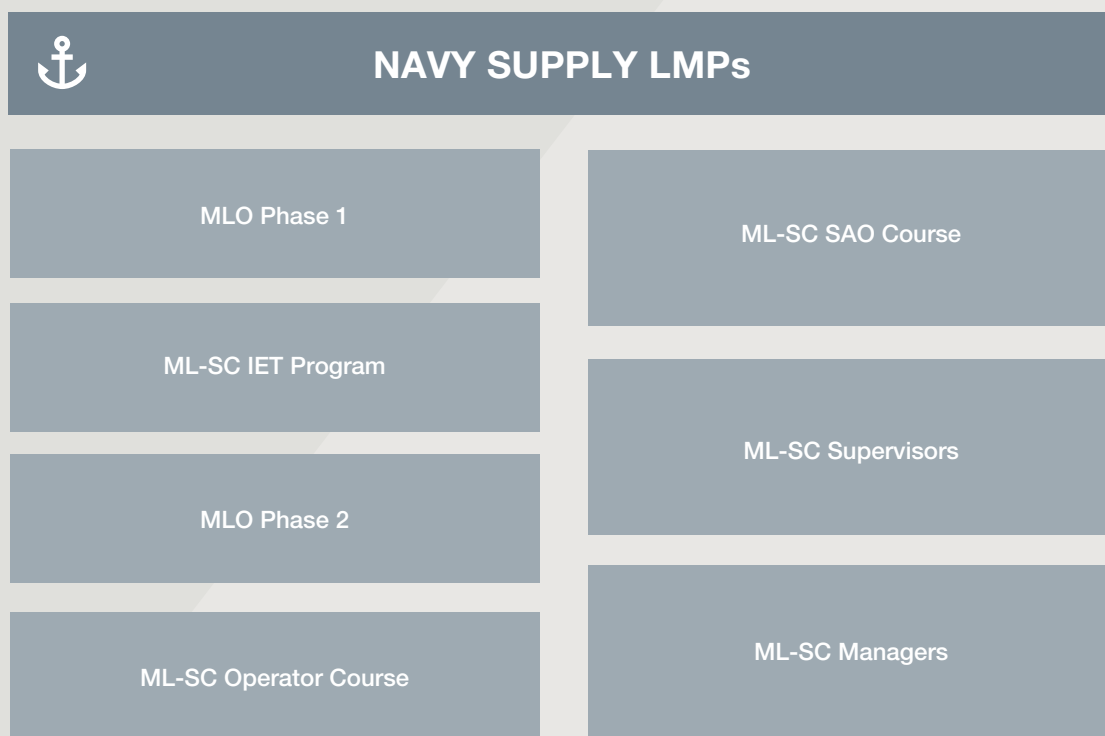 NAVY SUPPLY LMPs
MLO Phase 1
ML-SC IET Program
MLO Phase 2
ML-SC Operator Course
ML-SC SAO Course
ML-SC Supervisors
ML-SC Managers